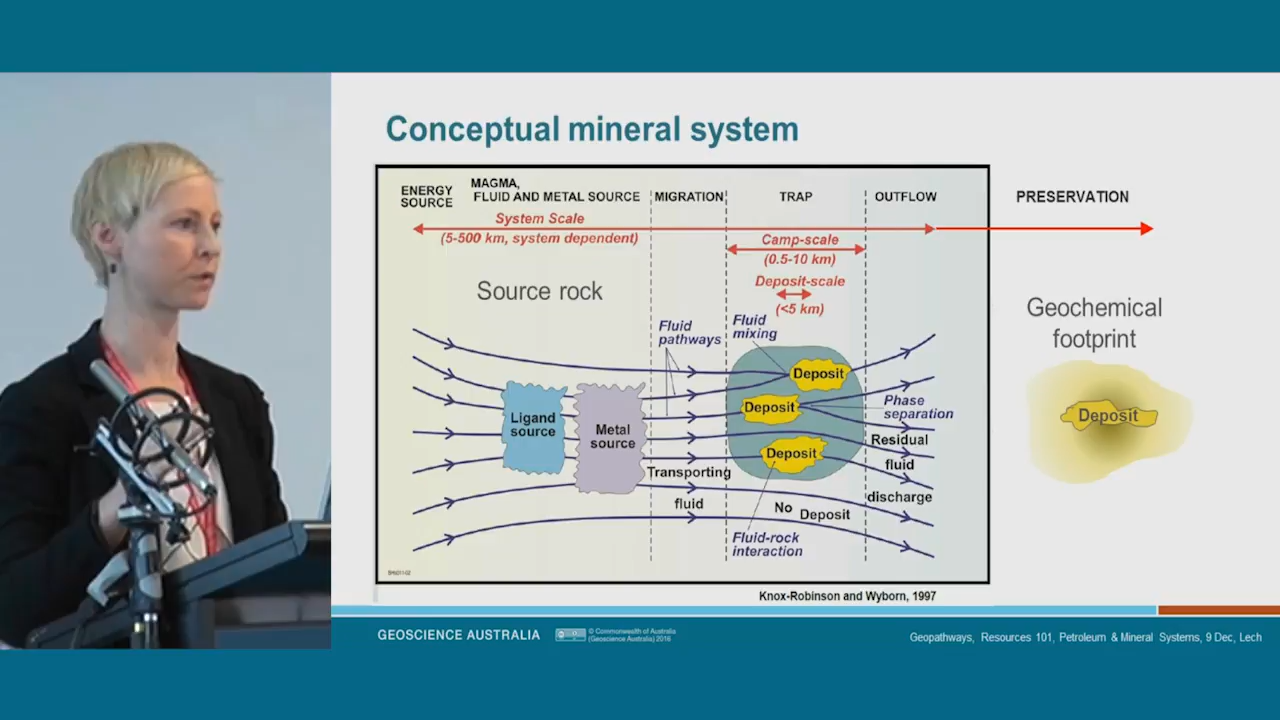 Conceptual mineral system
ENERGY
SOURCE
MAGMA,
FLUID AND METAL SOURCE
MIGRATION
TRAP
OUTFLOW
PRESERVATION
System Scale
(5-500 km, system dependent)
Camp-scale
(0.5-10 km)
Deposit-scale
(<5 km)
Source rock
Geochemical
footprint
Fluid
pathways
Fluid
mixing
Deposit
Deposit
Deposit
Deposit
Phase
separation
Ligand
source
Metal
source
Transporting
fluid
Residual
fluid
discharge
No Deposit
Fluid-rock
interaction
Knox-Robinson and Wyborn, 1997
GEOSCIENCE AUSTRALIA
© Commonwealth of Australia
(Geoscience Australia) 2016
Geopathways, Resources 101, Petroleum & Mineral Systems, 9 Dec, Lech